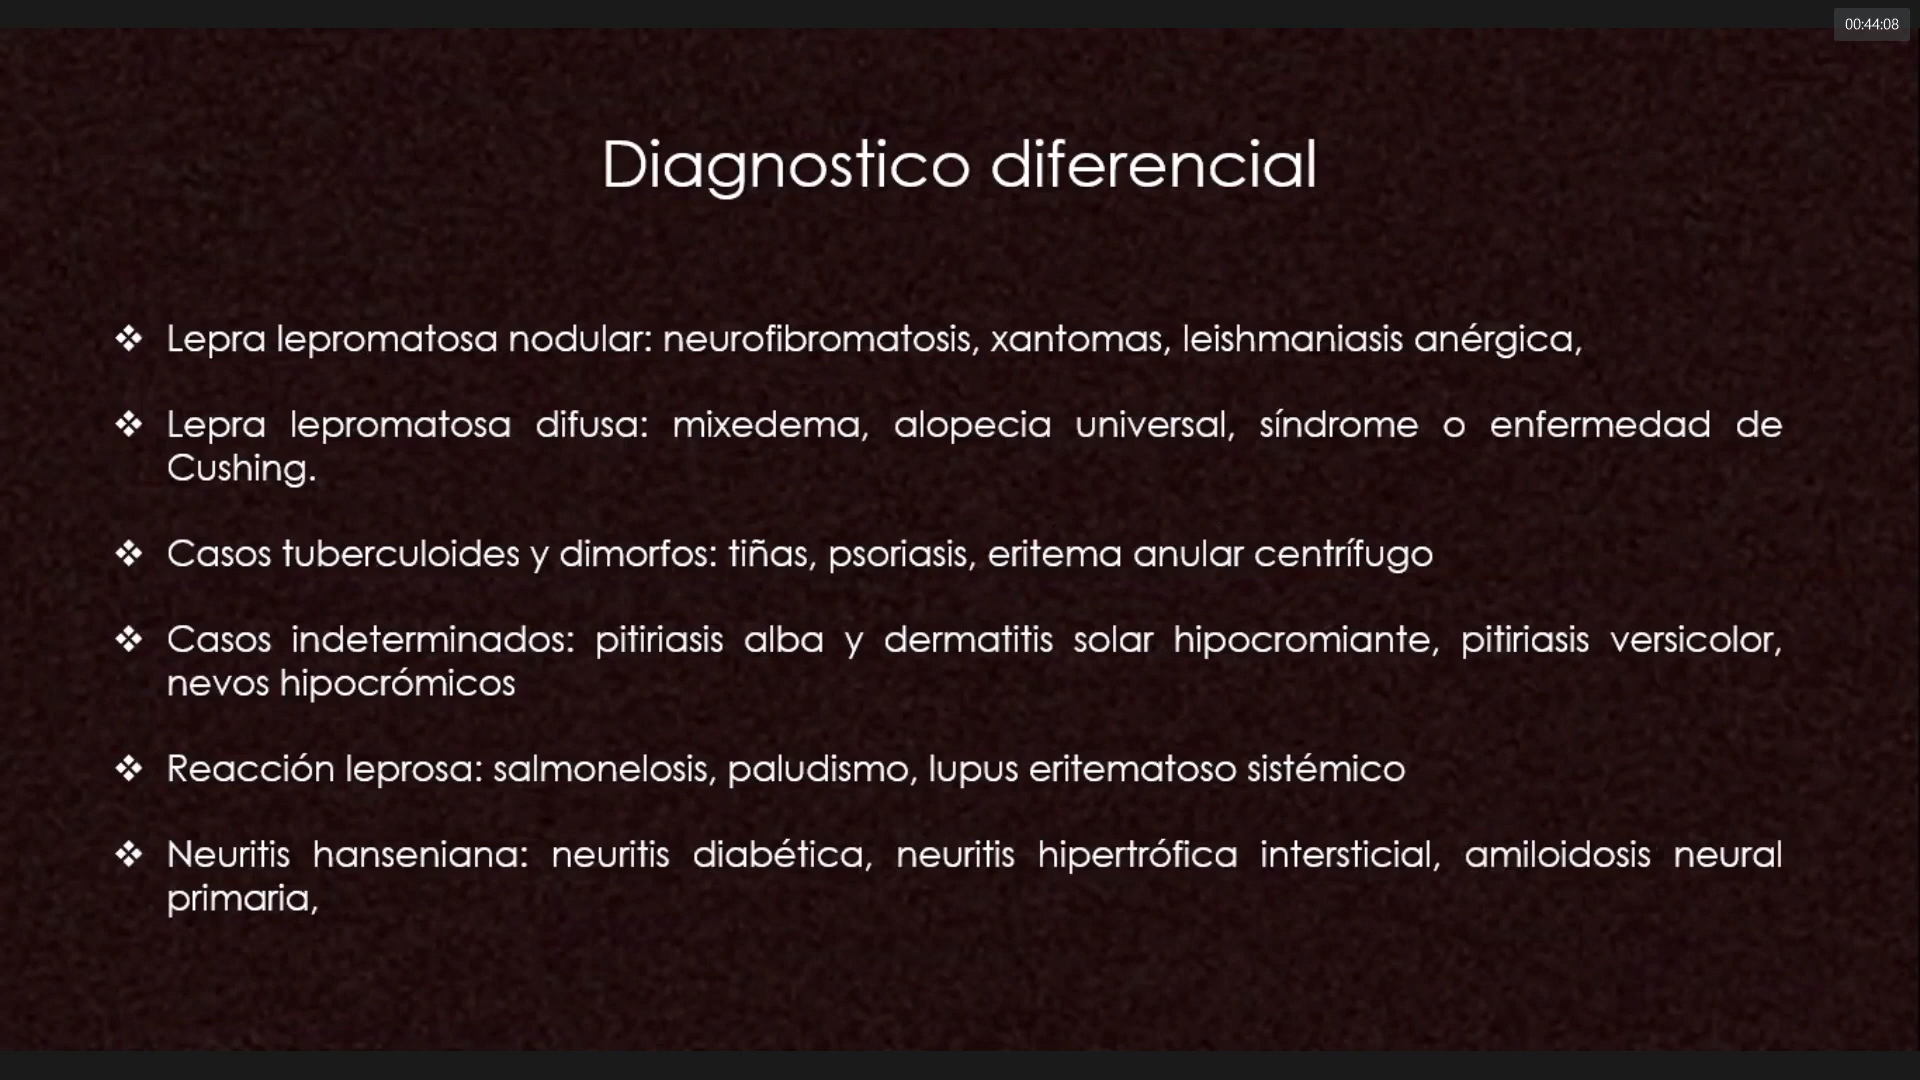 00:44:08
Diagnostico diferencial
❖ Lepra lepromatosa nodular: neurofibromatosis, xantomas, leishmaniasis anérgica,
❖ Lepra lepromatosa difusa: mixedema, alopecia universal, síndrome o enfermedad de
Cushing.
❖ Casos tuberculoides y dimorfos: tiñas, psoriasis, eritema anular centrífugo
❖ Casos indeterminados: pitiriasis alba y dermatitis solar hipocromiante, pitiriasis versicolor,
nevos hipocrómicos
❖ Reacción leprosa: salmonelosis, paludismo, lupus eritematoso sistémico
❖ Neuritis hanseniana: neuritis diabética, neuritis hipertrófica intersticial, amiloidosis neural
primaria,